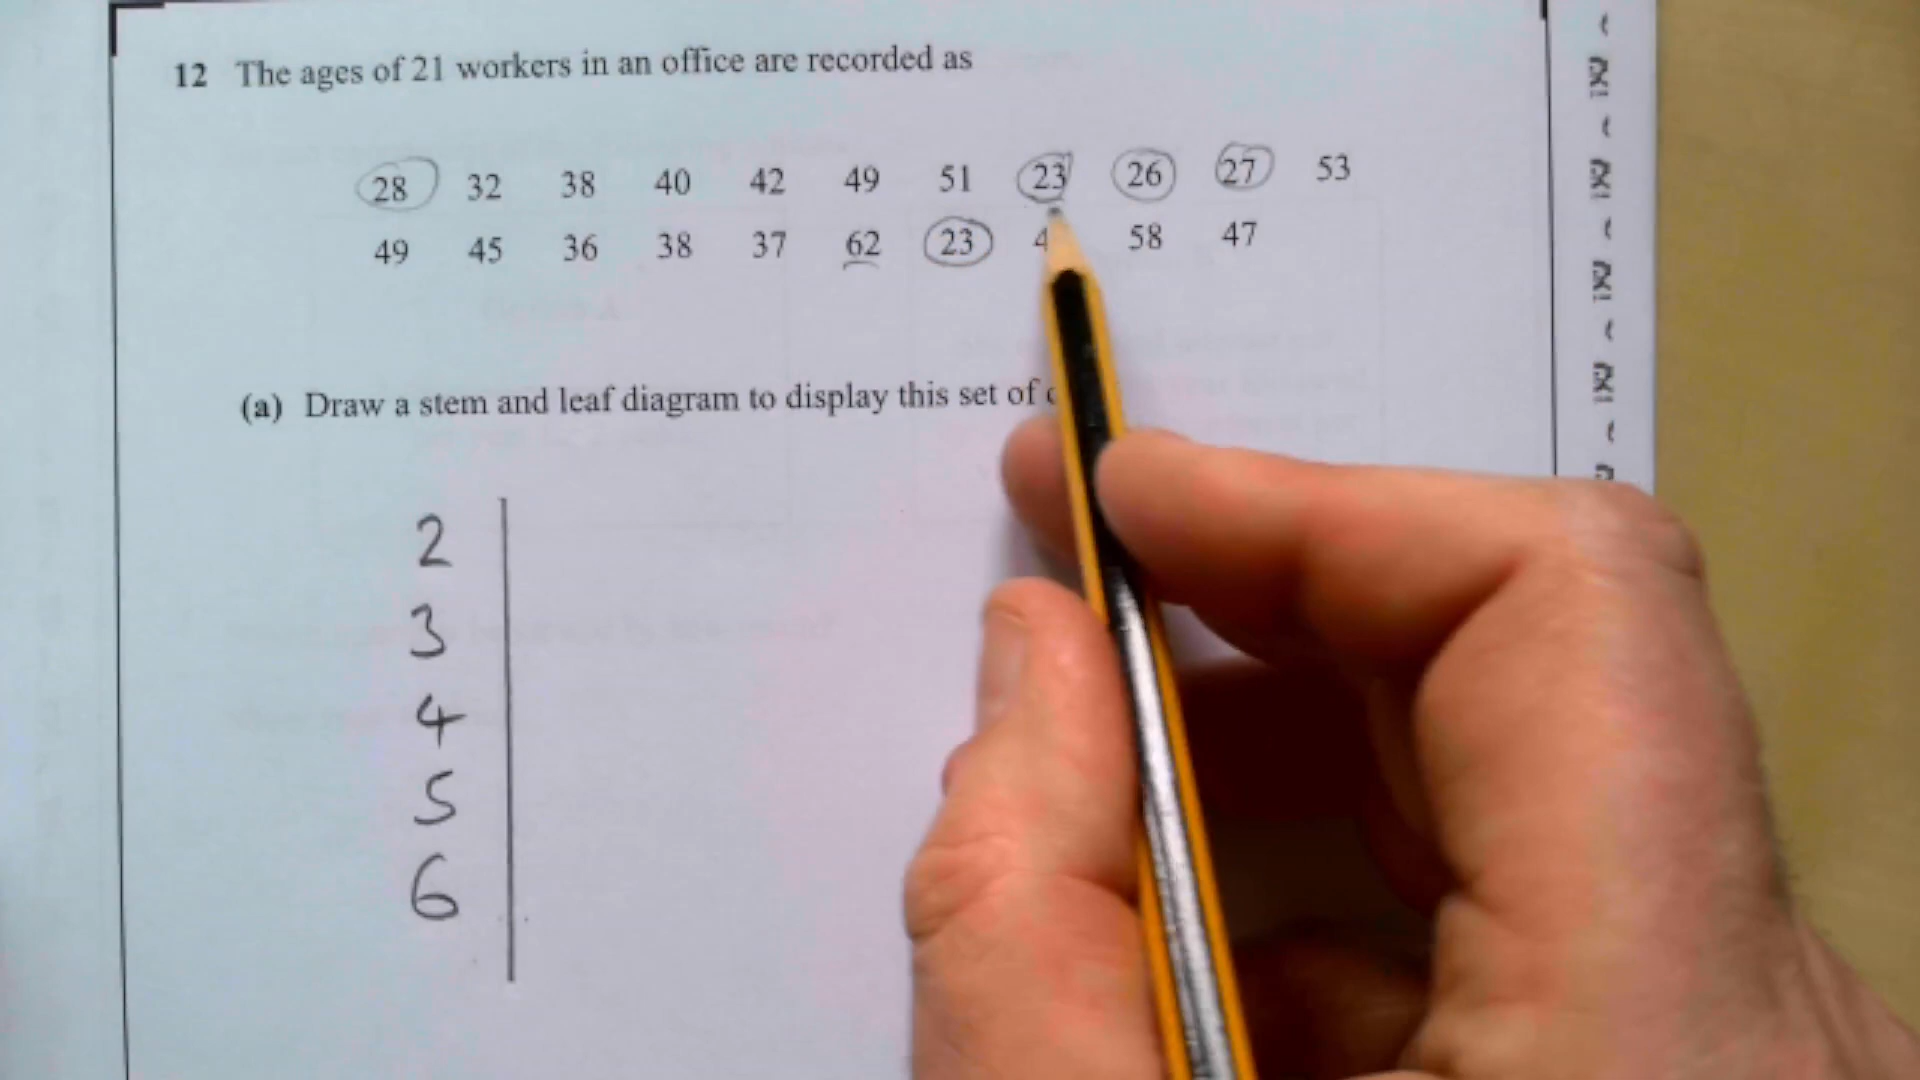 12 The ages of 21 workers in an office are recorded as
28 32 38 40 42 49 51 23 26 27 53
49 45 36 38 37 62 23 4 58 47
(a) Draw a stem and leaf diagram to display this set of
2
3
4
5
6